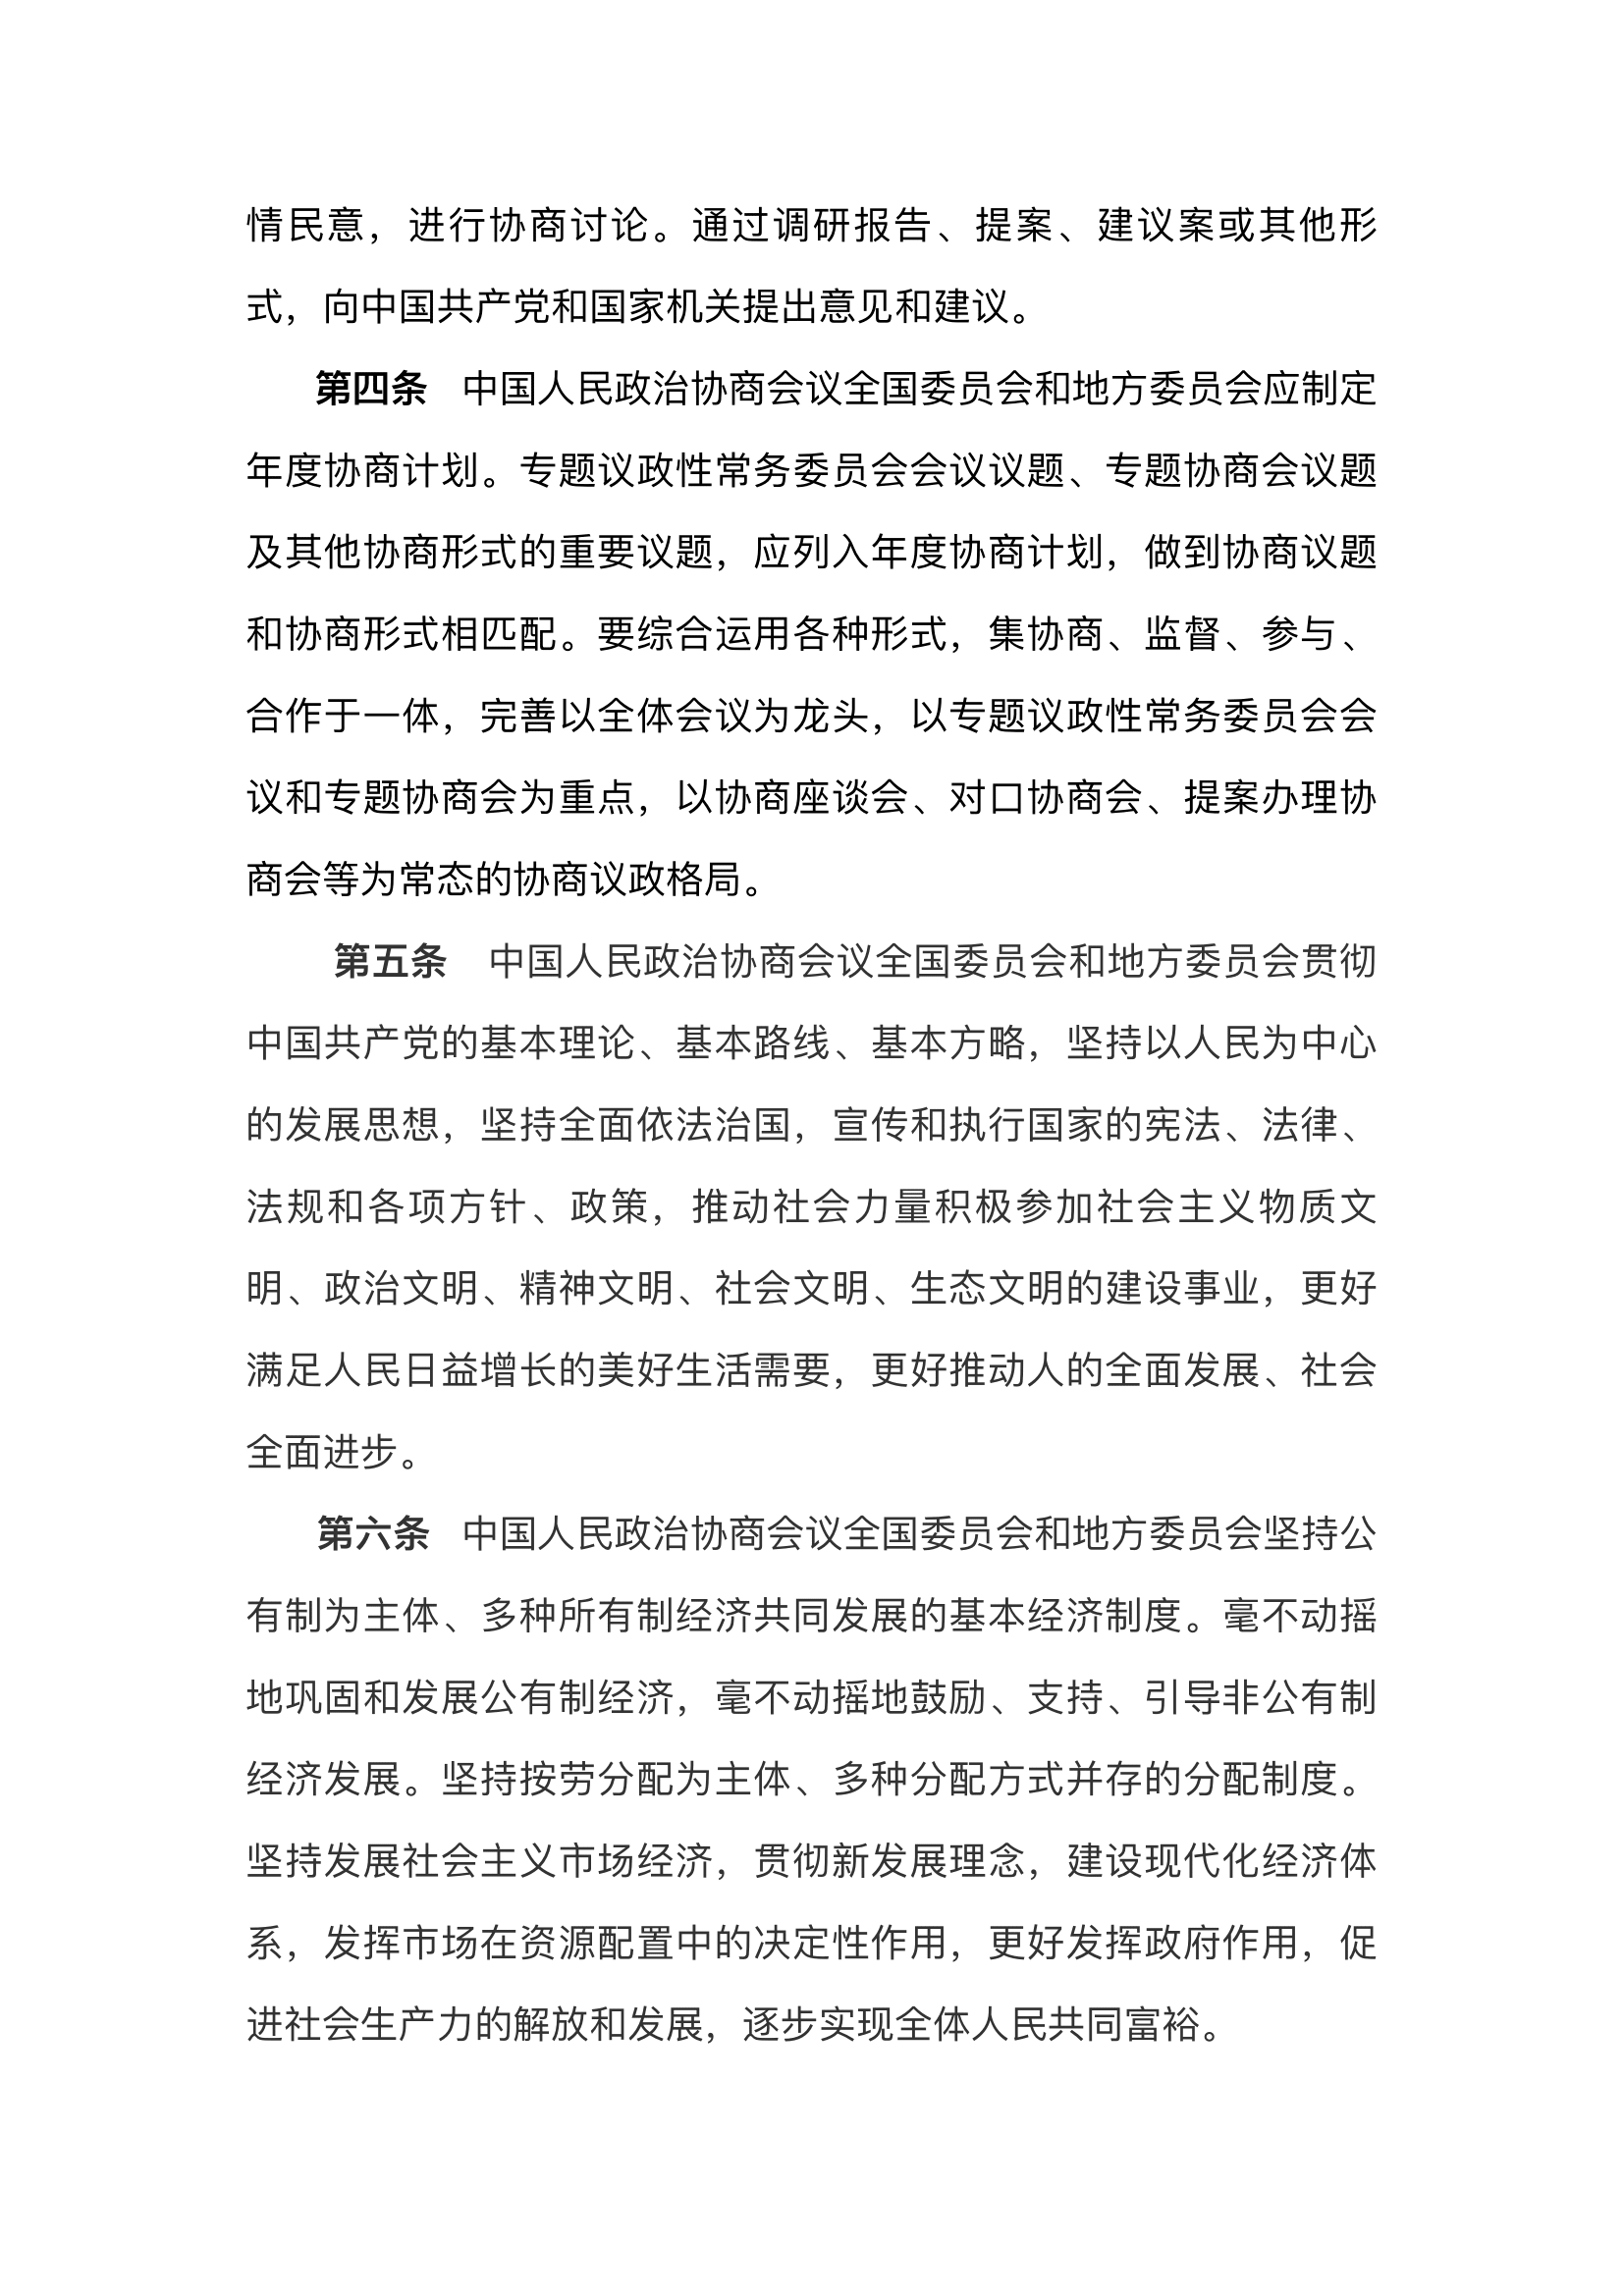 情民意，进行协商讨论。通过调研报告、提案、建议案或其他形
式，向中国共产党和国家机关提出意见和建议。
第四条 中国人民政治协商会议全国委员会和地方委员会应制定
年度协商计划。专题议政性常务委员会会议议题、专题协商会议题
及其他协商形式的重要议题，应列入年度协商计划，做到协商议题
和协商形式相匹配。要综合运用各种形式，集协商、监督、参与、
合作于一体，完善以全体会议为龙头，以专题议政性常务委员会会
议和专题协商会为重点，以协商座谈会、对口协商会、提案办理协
商会等为常态的协商议政格局。
第五条 中国人民政治协商会议全国委员会和地方委员会贯彻
中国共产党的基本理论、基本路线、基本方略，坚持以人民为中心
的发展思想，坚持全面依法治国，宣传和执行国家的宪法、法律、
法规和各项方针、政策，推动社会力量积极参加社会主义物质文
明、政治文明、精神文明、社会文明、生态文明的建设事业，更好
满足人民日益增长的美好生活需要，更好推动人的全面发展、社会
全面进步。
第六条 中国人民政治协商会议全国委员会和地方委员会坚持公
有制为主体、多种所有制经济共同发展的基本经济制度。毫不动摇
地巩固和发展公有制经济，毫不动摇地鼓励、支持、引导非公有制
经济发展。坚持按劳分配为主体、多种分配方式并存的分配制度。
坚持发展社会主义市场经济，贯彻新发展理念，建设现代化经济体
系，发挥市场在资源配置中的决定性作用，更好发挥政府作用，促
进社会生产力的解放和发展，逐步实现全体人民共同富裕。